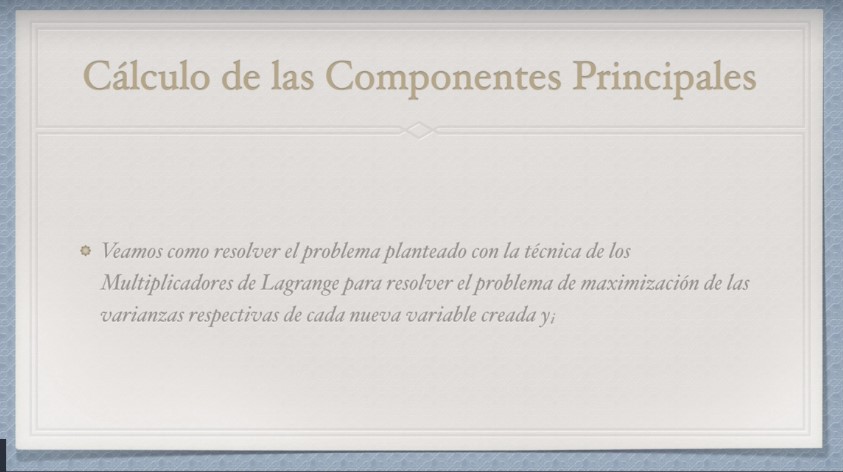 Cálculo de las Componentes Principales
Veamos como resolver el problema planteado con la técnica de los
Multiplicadores de Lagrange para resolver el problema de maximización de las
varianzas respectivas de cada nueva variable creada yᵢ